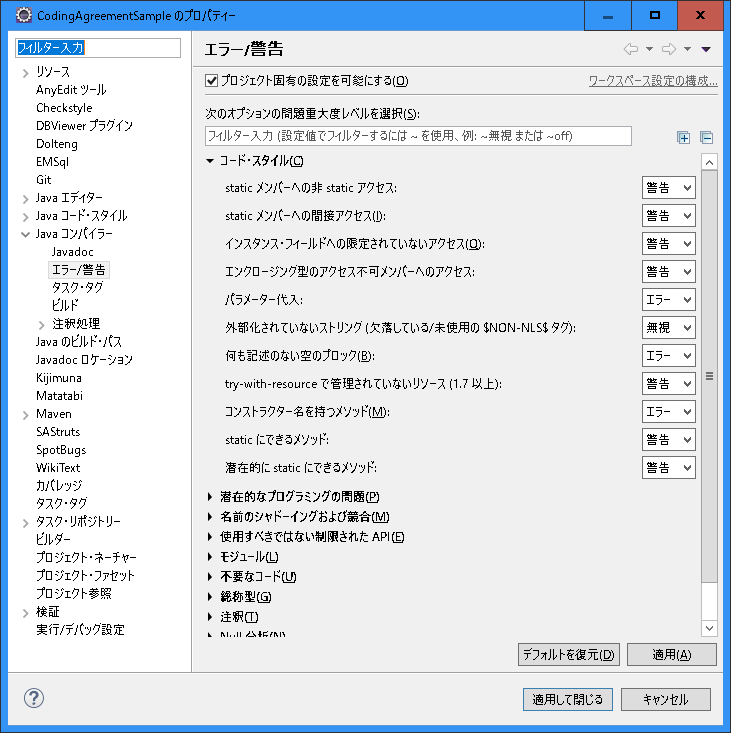 CodingAgreementSample のプロパティー
フィルター入力
リソース
AnyEdit ツール
Checkstyle
DBViewer プラグイン
Dolteng
EMSql
Git
Java エディター
Java コード・スタイル
Java コンパイラー
Javadoc
エラー/警告
タスク・タグ
ビルド
注釈処理
Java のビルド・パス
Javadoc ロケーション
Kijimuna
Matatabi
Maven
SAStruts
SpotBugs
WikiText
カバレッジ
タスク・タグ
タスク・リポジトリー
ビルダー
プロジェクト・ネーチャー
プロジェクト・ファセット
プロジェクト参照
検証
実行/デバッグ設定
エラー/警告
プロジェクト固有の設定を可能にする(O)
ワークスペース設定の構成...
次のオプションの問題重大度レベルを選択(S):
フィルター入力 (設定値でフィルターするには ~ を使用、例: ~無視 または ~off)
コード・スタイル(C)
static メンバーへの非 static アクセス: 警告
static メンバーへの間接アクセス(I): 警告
インスタンス・フィールドへの限定されていないアクセス(Q): 警告
エンクロージング型のアクセス不可メンバーへのアクセス: 警告
パラメーター代入: エラー
外部化されていないストリング (欠落している/未使用の $NON-NLS$ タグ): 無視
何も記述のない空のブロック(B): エラー
try-with-resource で管理されていないリソース (1.7 以上): 警告
コンストラクター名を持つメソッド(M): エラー
static にできるメソッド: 警告
潜在的に static にできるメソッド: 警告
潜在的なプログラミングの問題(P)
名前のシャドーイングおよび競合(M)
使用すべきではない制限された API(E)
モジュール(L)
不要なコード(U)
総称型(G)
注釈(T)
Null 分析(N)
デフォルトを復元(D)
適用(A)
適用して閉じる
キャンセル